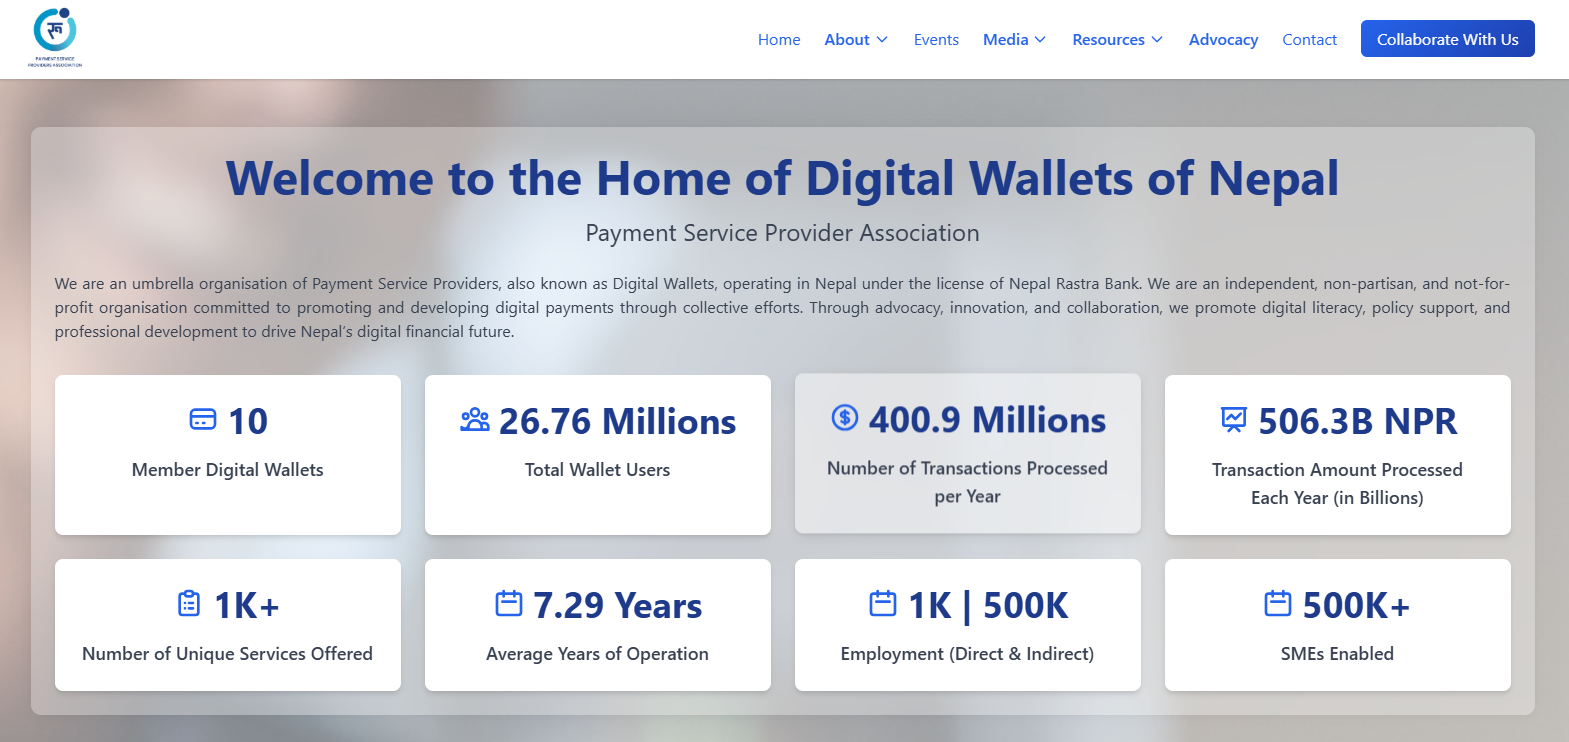 PAYMENT SERVICE
PROVIDERS ASSOCIATION
Home
About
Events
Media
Resources
Advocacy
Contact
Collaborate With Us
Welcome to the Home of Digital Wallets of Nepal
Payment Service Provider Association
We are an umbrella organisation of Payment Service Providers, also known as Digital Wallets, operating in Nepal under the license of Nepal Rastra Bank. We are an independent, non-partisan, and not-for-
profit organisation committed to promoting and developing digital payments through collective efforts. Through advocacy, innovation, and collaboration, we promote digital literacy, policy support, and
professional development to drive Nepal’s digital financial future.
10
Member Digital Wallets
26.76 Millions
Total Wallet Users
400.9 Millions
Number of Transactions Processed
per Year
506.3B NPR
Transaction Amount Processed
Each Year (in Billions)
1K+
Number of Unique Services Offered
7.29 Years
Average Years of Operation
1K | 500K
Employment (Direct & Indirect)
500K+
SMEs Enabled